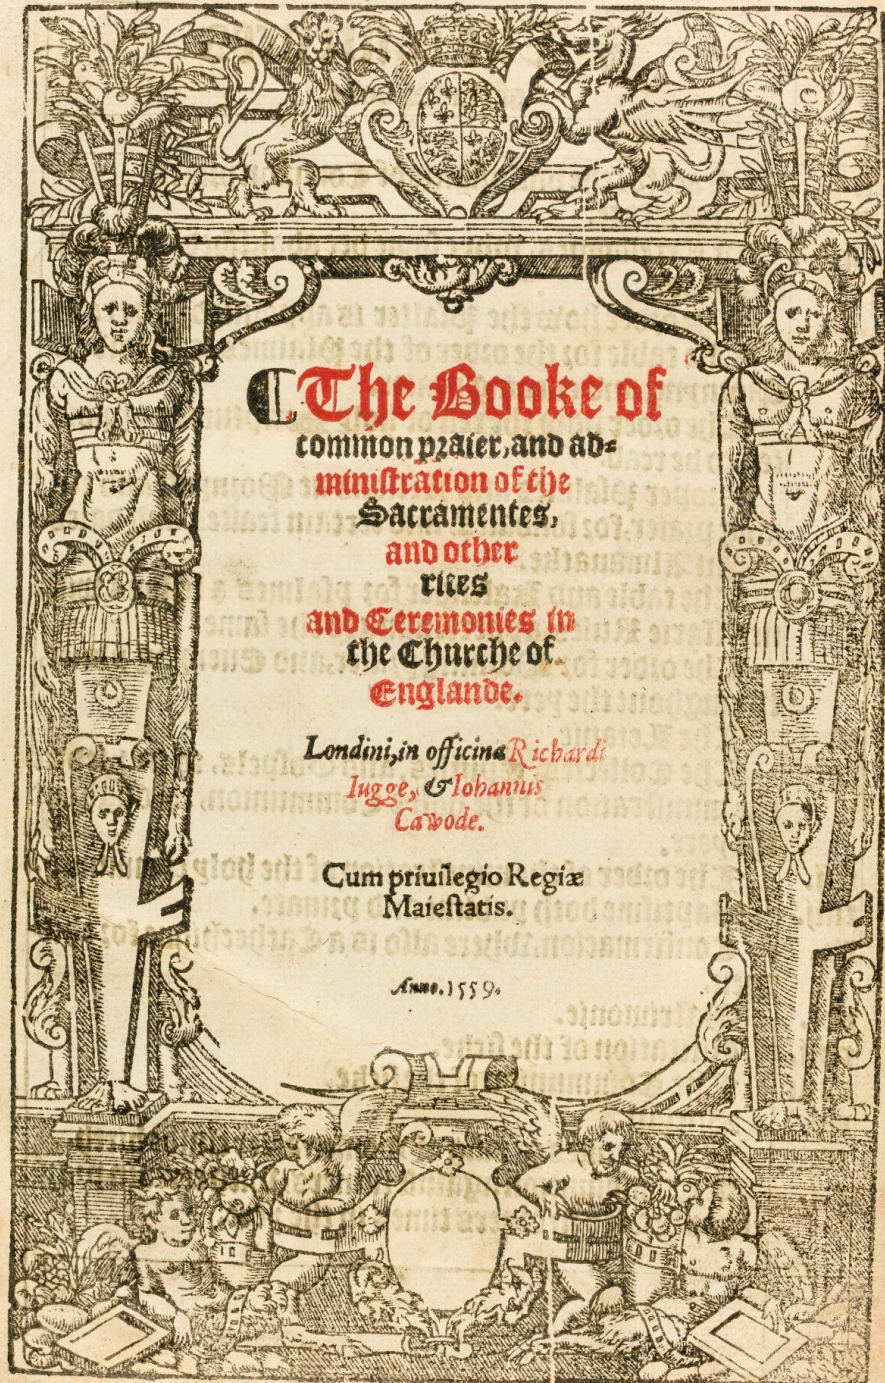 The Booke of
common praier, and ad-
ministration of the
Sacramentes,
and other
rites
and Ceremonies in
the Churche of
Englande.
Londini, in officina Richardi
Iugge, & Iohannis
Cawode.
Cum priuilegio Regiæ
Maiestatis.
Anno. 1559.